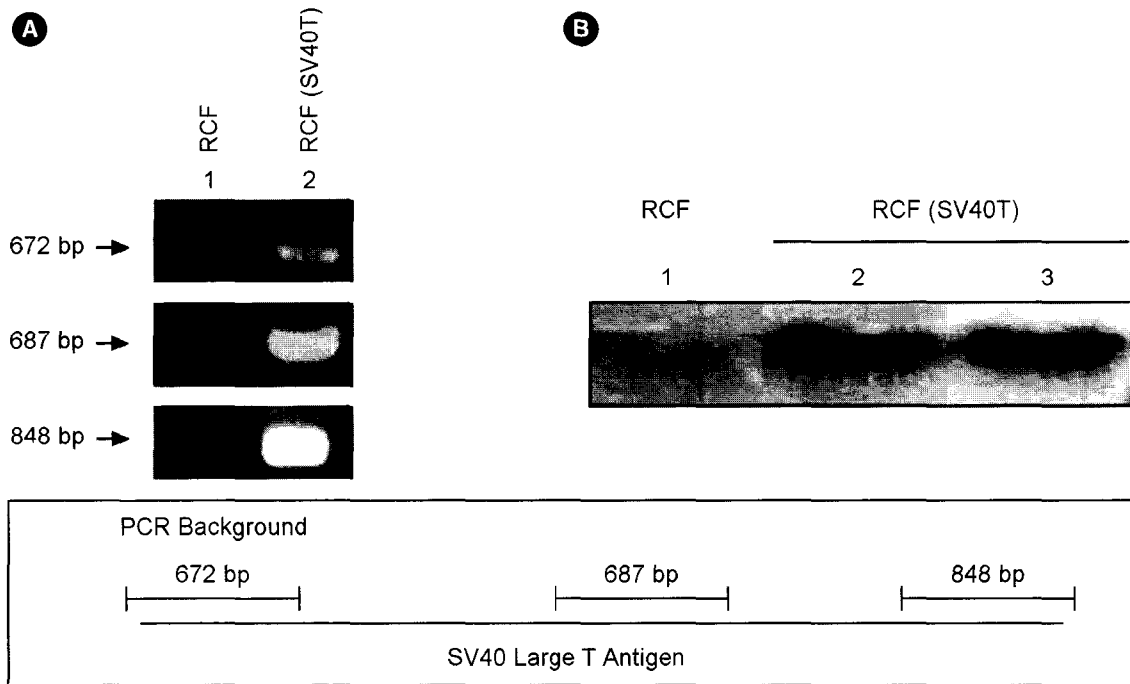 A
RCF
RCF (SV40T)
1
2
672 bp
687 bp
848 bp
B
RCF
RCF (SV40T)
1
2
3
PCR Background
672 bp
687 bp
848 bp
SV40 Large T Antigen